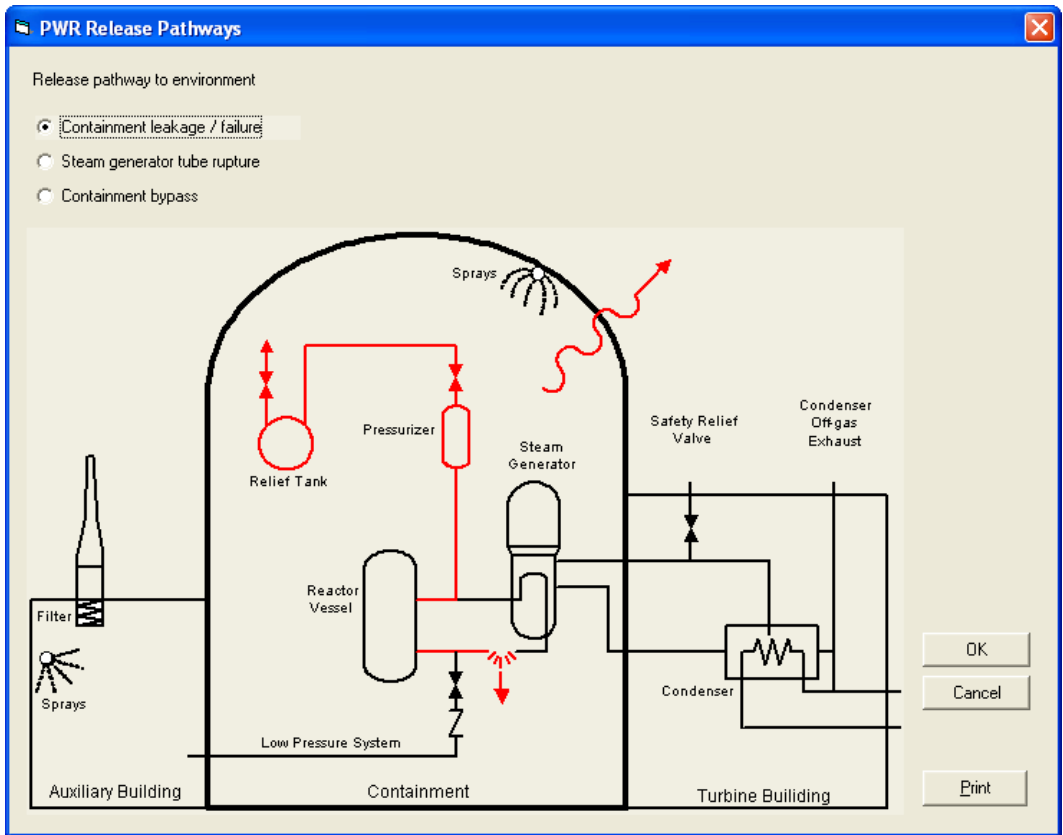 PWR Release Pathways
Release pathway to environment
Containment leakage / failure
Steam generator tube rupture
Containment bypass
Sprays
Pressurizer
Relief Tank
Steam
Generator
Safety Relief
Valve
Condenser
Off-gas
Exhaust
Reactor
Vessel
Filter
Sprays
Condenser
Low Pressure System
Auxiliary Building
Containment
Turbine Builiding
OK
Cancel
Print